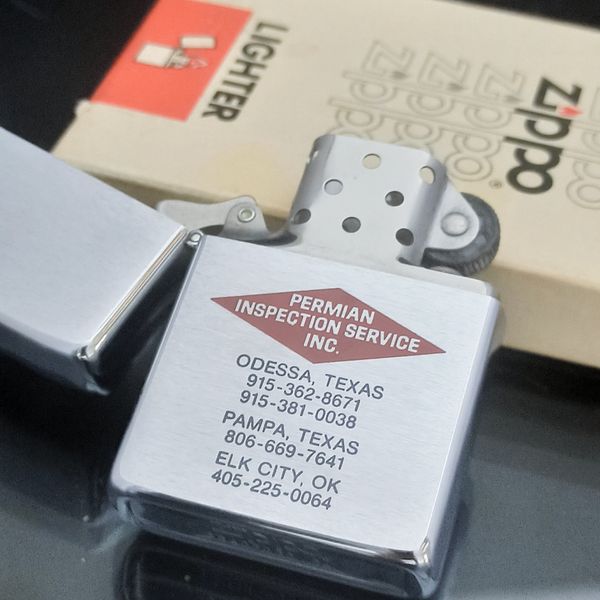 LIGHTER
Zippo
PERMIAN
INSPECTION SERVICE
INC.
ODESSA, TEXAS
915-362-8671
915-381-0038
PAMPA, TEXAS
806-669-7641
ELK CITY, OK
405-225-0064